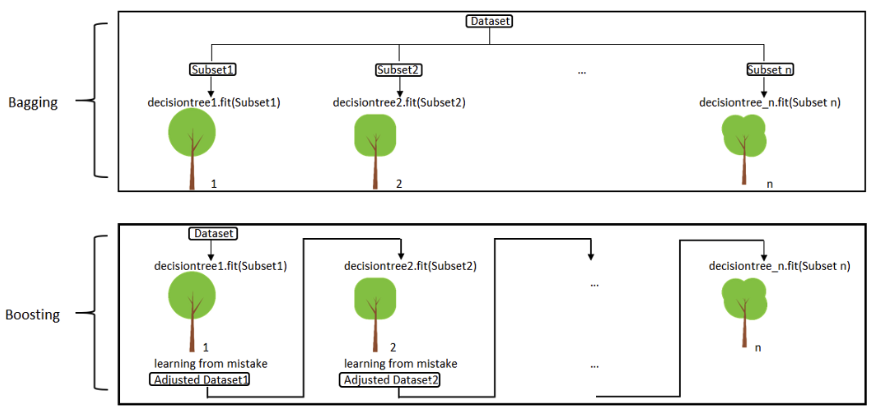 Dataset
Subset1 Subset2 ... Subset n
Bagging
decisiontree1.fit(Subset1) decisiontree2.fit(Subset2) decisiontree_n.fit(Subset n)
1 2 n
Dataset
decisiontree1.fit(Subset1) decisiontree2.fit(Subset2) decisiontree_n.fit(Subset n)
...
Boosting
1 2 n
learning from mistake learning from mistake ...
Adjusted Dataset1 Adjusted Dataset2